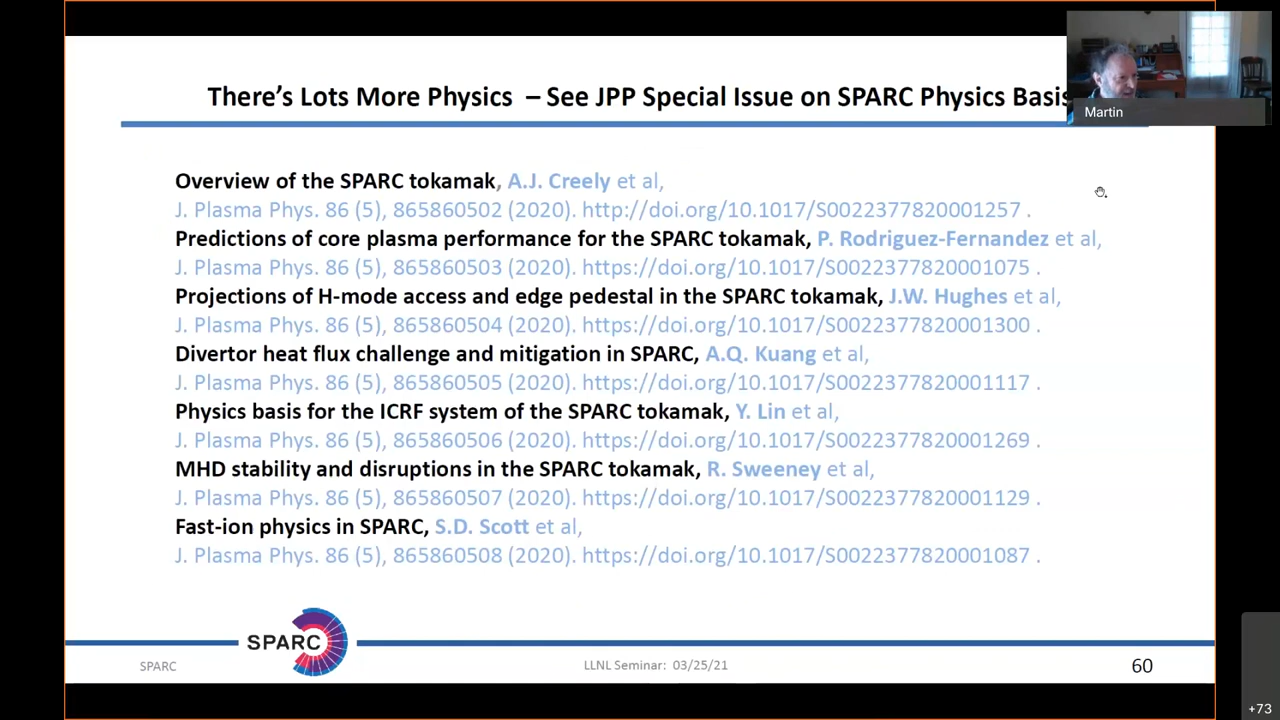 There's Lots More Physics – See JPP Special Issue on SPARC Physics Basis
Martin
Overview of the SPARC tokamak, A.J. Creely et al,
J. Plasma Phys. 86 (5), 865860502 (2020). http://doi.org/10.1017/S0022377820001257 .
Predictions of core plasma performance for the SPARC tokamak, P. Rodriguez-Fernandez et al,
J. Plasma Phys. 86 (5), 865860503 (2020). https://doi.org/10.1017/S0022377820001075 .
Projections of H-mode access and edge pedestal in the SPARC tokamak, J.W. Hughes et al,
J. Plasma Phys. 86 (5), 865860504 (2020). https://doi.org/10.1017/S0022377820001300 .
Divertor heat flux challenge and mitigation in SPARC, A.Q. Kuang et al,
J. Plasma Phys. 86 (5), 865860505 (2020). https://doi.org/10.1017/S0022377820001117 .
Physics basis for the ICRF system of the SPARC tokamak, Y. Lin et al,
J. Plasma Phys. 86 (5), 865860506 (2020). https://doi.org/10.1017/S0022377820001269 .
MHD stability and disruptions in the SPARC tokamak, R. Sweeney et al,
J. Plasma Phys. 86 (5), 865860507 (2020). https://doi.org/10.1017/S0022377820001129 .
Fast-ion physics in SPARC, S.D. Scott et al,
J. Plasma Phys. 86 (5), 865860508 (2020). https://doi.org/10.1017/S0022377820001087 .
SPARC
SPARC
LLNL Seminar: 03/25/21
60
+73